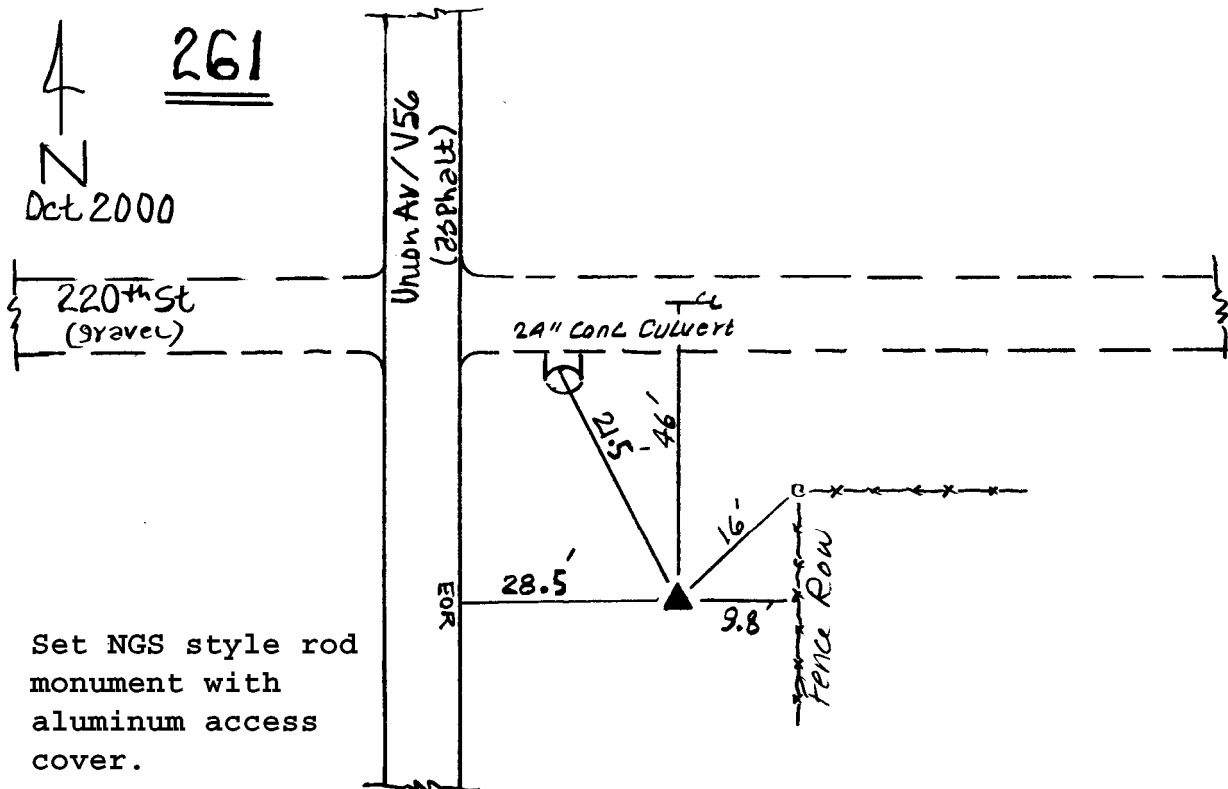 261
N
Oct 2000
Union Av/V56
(asphalt)
220th St
(gravel)
CL
24" Conc Culvert
21.5'
46'
16'
28.5'
EOR
9.8'
Fence Row
Set NGS style rod
monument with
aluminum access
cover.